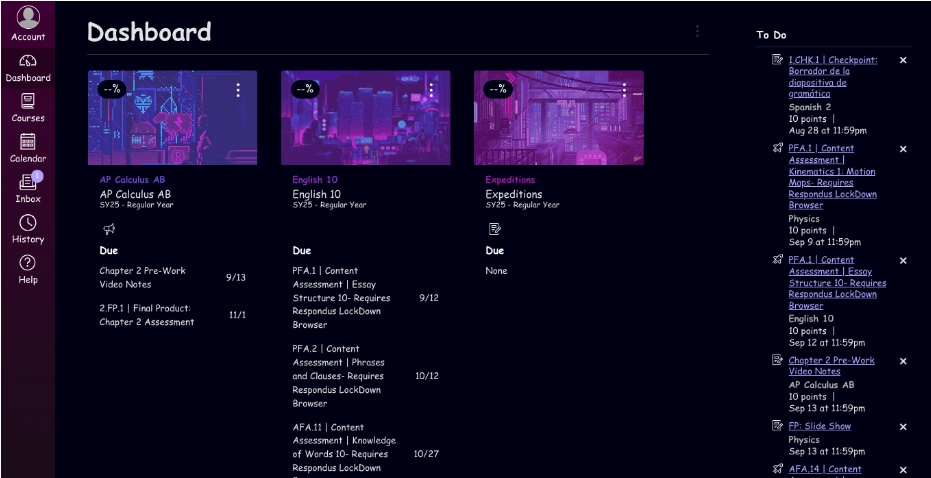 Account
Dashboard
Courses
Calendar
1
Inbox
History
Help
Dashboard
--%
AP Calculus AB
AP Calculus AB
SY25 - Regular Year
Due
Chapter 2 Pre-Work
Video Notes
9/13
2.FP.1 | Final Product:
Chapter 2 Assessment
11/1
--%
English 10
English 10
SY25 - Regular Year
Due
PFA.1 | Content
Assessment | Essay
Structure 10- Requires
Respondus LockDown
Browser
9/12
PFA.2 | Content
Assessment | Phrases
and Clauses- Requires
Respondus LockDown
Browser
10/12
AFA.11 | Content
Assessment | Knowledge
of Words 10- Requires
Respondus LockDown
10/27
--%
Expeditions
Expeditions
SY25 - Regular Year
Due
None
To Do
1.CHK.1 | Checkpoint:
Borrador de la
diapositiva de
gramática
Spanish 2
10 points |
Aug 28 at 11:59pm
PFA.1 | Content
Assessment |
Kinematics 1: Motion
Maps- Requires
Respondus LockDown
Browser
Physics
10 points |
Sep 9 at 11:59pm
PFA.1 | Content
Assessment | Essay
Structure 10- Requires
Respondus LockDown
Browser
English 10
10 points |
Sep 12 at 11:59pm
Chapter 2 Pre-Work
Video Notes
AP Calculus AB
10 points |
Sep 13 at 11:59pm
FP: Slide Show
Physics
Sep 13 at 11:59pm
AFA.14 | Content